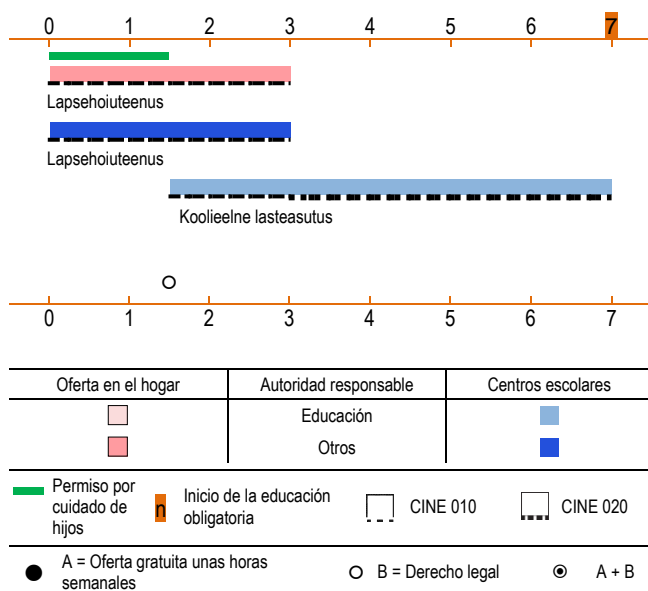 0 1 2 3 4 5 6 7
Lapsehoiuteenus
Lapsehoiuteenus
Koolieelne lasteasutus
0 1 2 3 4 5 6 7
Oferta en el hogar Autoridad responsable Centros escolares
Educación
Otros
Permiso por cuidado de hijos
n Inicio de la educación obligatoria
CINE 010
CINE 020
A = Oferta gratuita unas horas semanales
B = Derecho legal
A + B